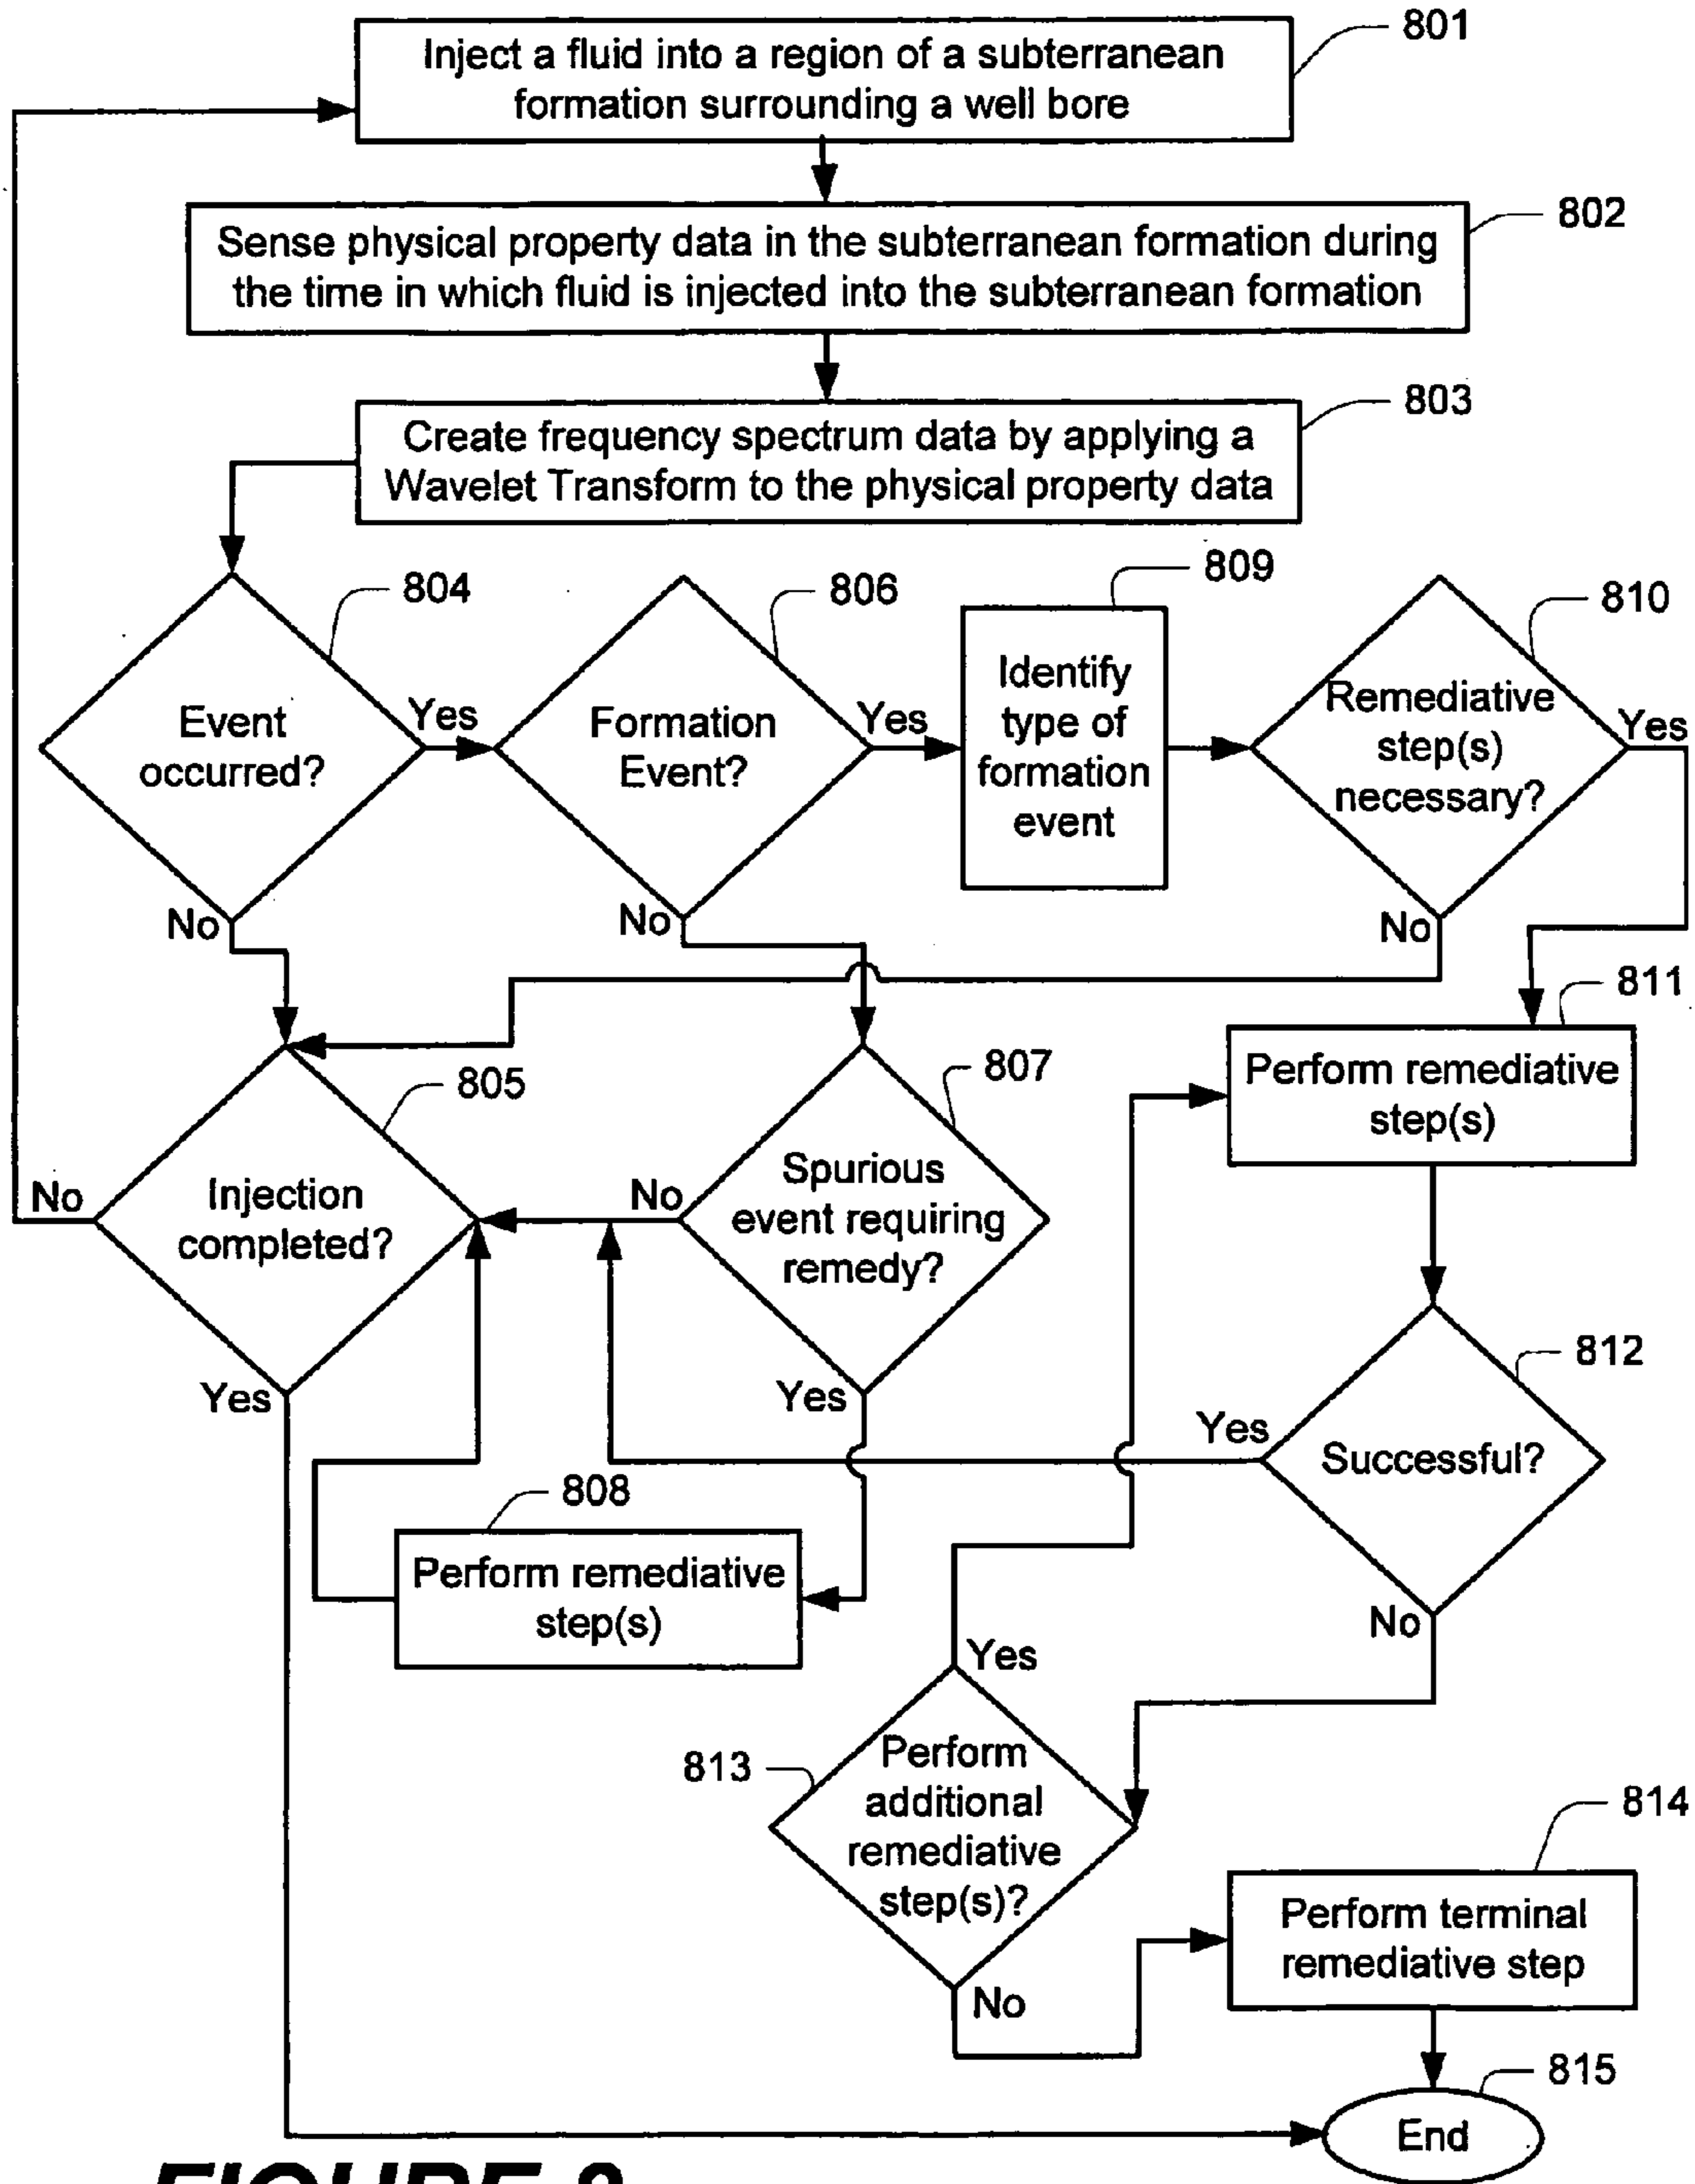 801
Inject a fluid into a region of a subterranean
formation surrounding a well bore
802
Sense physical property data in the subterranean formation during
the time in which fluid is injected into the subterranean formation
803
Create frequency spectrum data by applying a
Wavelet Transform to the physical property data
804
806
809
810
Event
occurred?
Yes
No
Formation
Event?
Yes
No
Identify
type of
formation
event
Remediative
step(s)
necessary?
Yes
No
805
Injection
completed?
No
Yes
807
Spurious
event requiring
remedy?
No
Yes
811
Perform remediative
step(s)
812
Successful?
Yes
No
808
Perform remediative
step(s)
813
Perform
additional
remediative
step(s)?
Yes
No
814
Perform terminal
remediative step
815
End
FIGURE 8